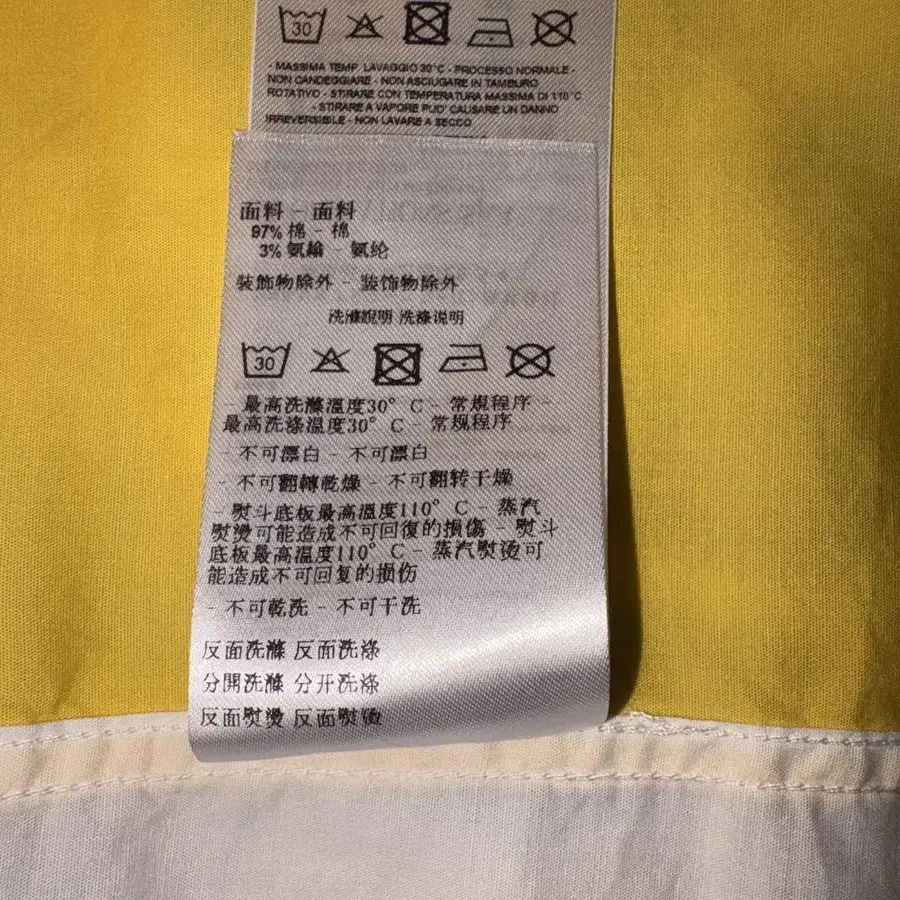 30
- MASSIMA TEMP. LAVAGGIO 30°C - PROCESSO NORMALE -
NON CANDEGGIARE - NON ASCIUGARE IN TAMBURO
ROTATIVO - STIRARE CON TEMPERATURA MASSIMA DI 110°C
- STIRARE A VAPORE PUO' CAUSARE UN DANNO
IRREVERSIBILE - NON LAVARE A SECCO
面料 - 面料
97% 棉 - 棉
3% 氨綸 - 氨纶
裝飾物除外 - 装饰物除外
洗滌說明 洗涤说明
30
- 最高洗滌溫度30° C - 常規程序 -
最高洗涤温度30° C - 常规程序
- 不可漂白 - 不可漂白
- 不可翻轉乾燥 - 不可翻转干燥
- 熨斗底板最高溫度110° C - 蒸汽
熨燙可能造成不可回復的損傷 - 熨斗
底板最高温度110° C - 蒸汽熨烫可
能造成不可回复的损伤
- 不可乾洗 - 不可干洗
反面洗滌 反面洗涤
分開洗滌 分开洗涤
反面熨燙 反面熨烫